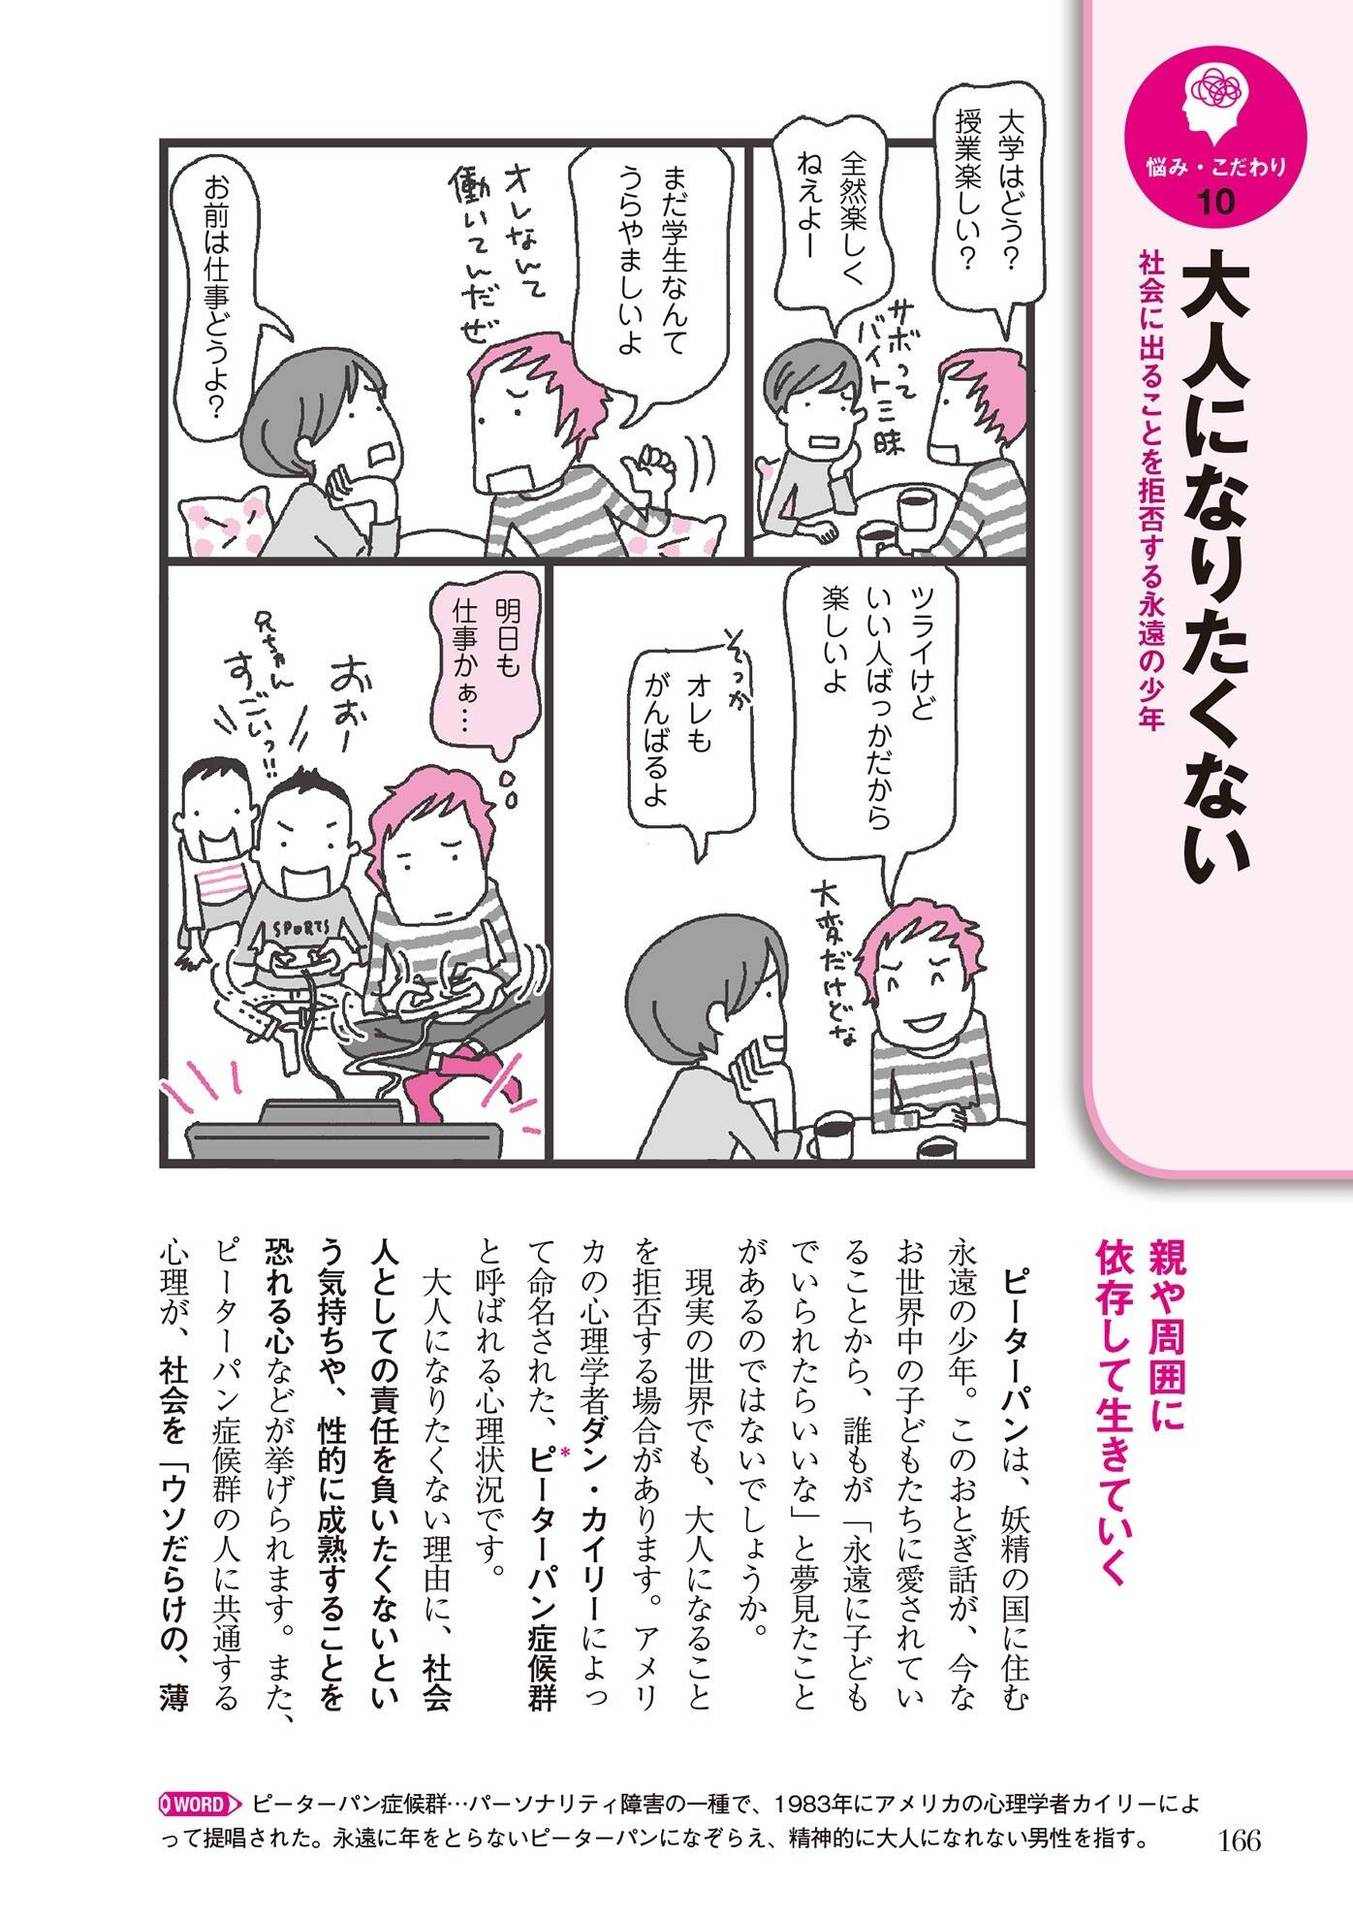 悩み・こだわり
10
大人になりたくない
社会に出ることを拒否する永遠の少年
大学はどう?
授業楽しい?
全然楽しく
ねえよー
サボって
バイト三昧
まだ学生なんて
うらやましいよ
オレなんて
働いてんだぜ
お前は仕事どうよ?
ツライけど
いい人ばっかだから
楽しいよ
大変だけどな
そっか
オレも
がんばるよ
明日も
仕事かぁ…
おおー
兄ちゃん
すごいっ!!
SPORTS
親や周囲に
依存して生きていく
ピーターパンは、妖精の国に住む
永遠の少年。このおとぎ話が、今な
お世界中の子どもたちに愛されてい
ることから、誰もが「永遠に子ども
でいられたらいいな」と夢見たこと
があるのではないでしょうか。
現実の世界でも、大人になること
を拒否する場合があります。アメリ
カの心理学者ダン・カイリーによっ
て命名された、ピーターパン症候群*
と呼ばれる心理状況です。
大人になりたくない理由に、社会
人としての責任を負いたくないとい
う気持ちや、性的に成熟することを
恐れる心などが挙げられます。また、
ピーターパン症候群の人に共通する
心理が、社会を「ウソだらけの、薄
WORD ピーターパン症候群…パーソナリティ障害の一種で、1983年にアメリカの心理学者カイリーによ
って提唱された。永遠に年をとらないピーターパンになぞらえ、精神的に大人になれない男性を指す。
166